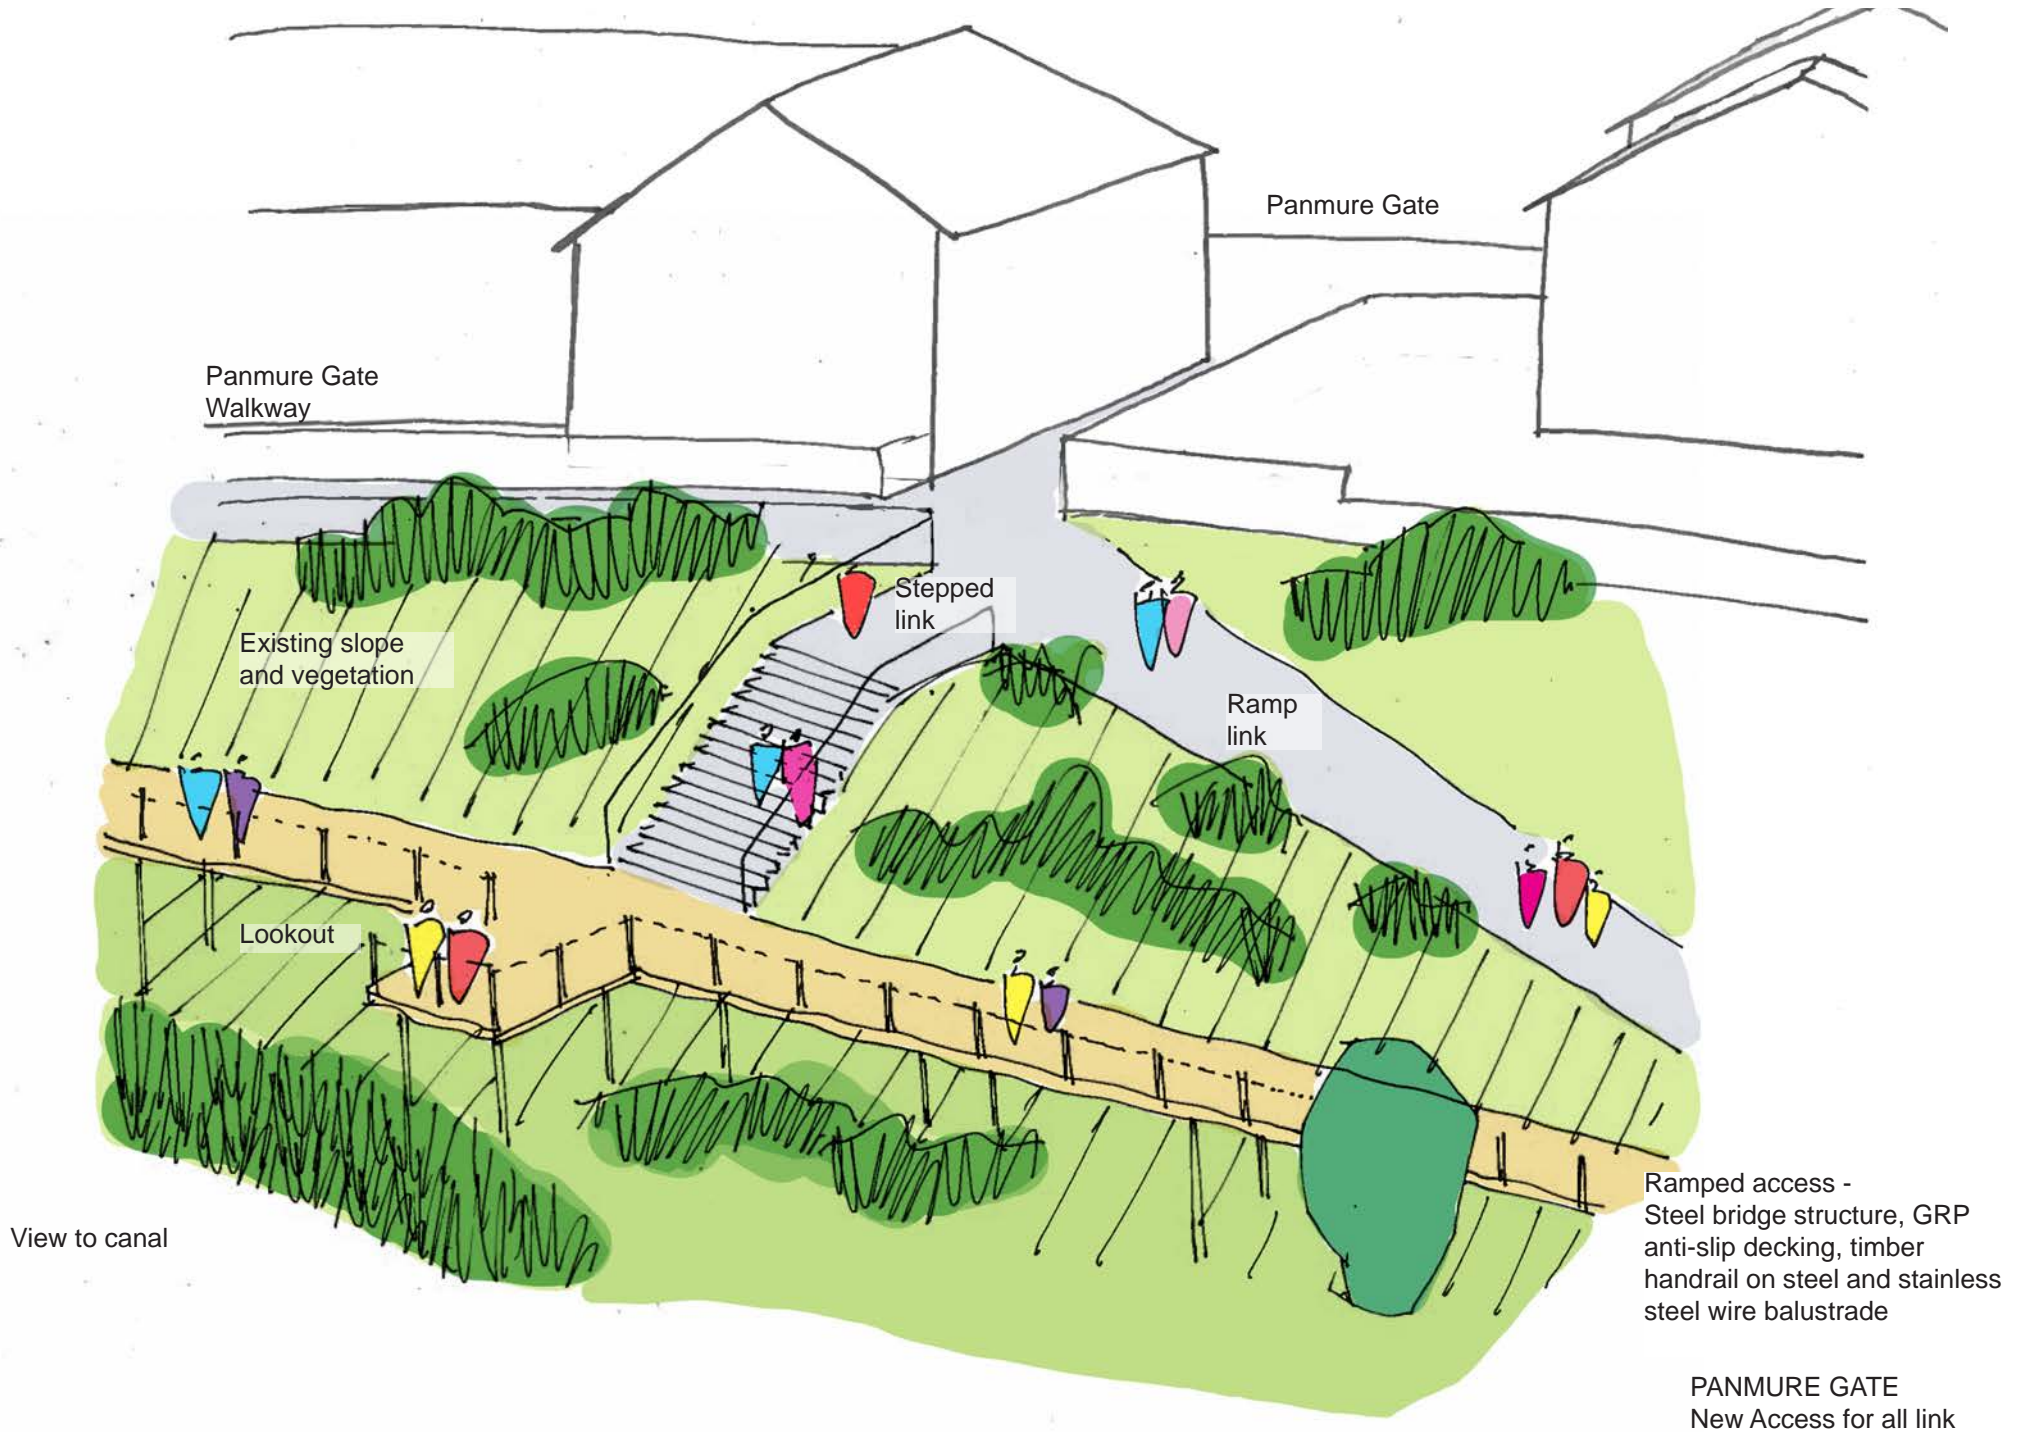 Panmure Gate
Panmure Gate
Walkway
Stepped
link
Existing slope
and vegetation
Ramp
link
Lookout
View to canal
Ramped access -
Steel bridge structure, GRP
anti-slip decking, timber
handrail on steel and stainless
steel wire balustrade
PANMURE GATE
New Access for all link